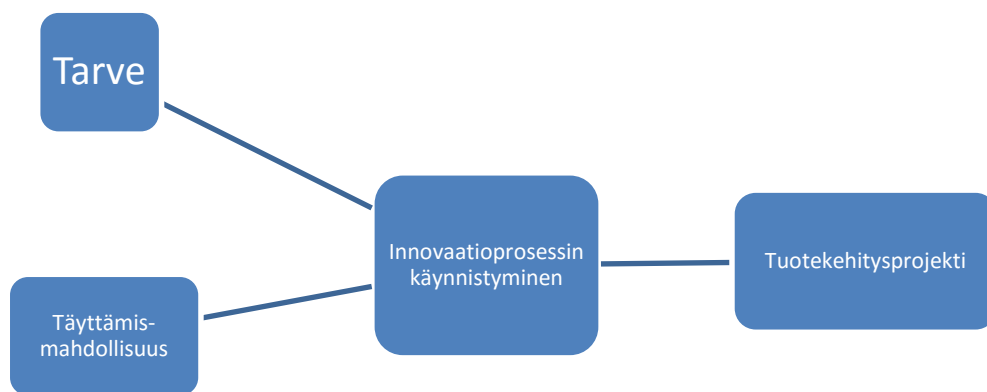 Tarve
Täyttämis-
mahdollisuus
Innovaatioprosessin
käynnistyminen
Tuotekehitysprojekti